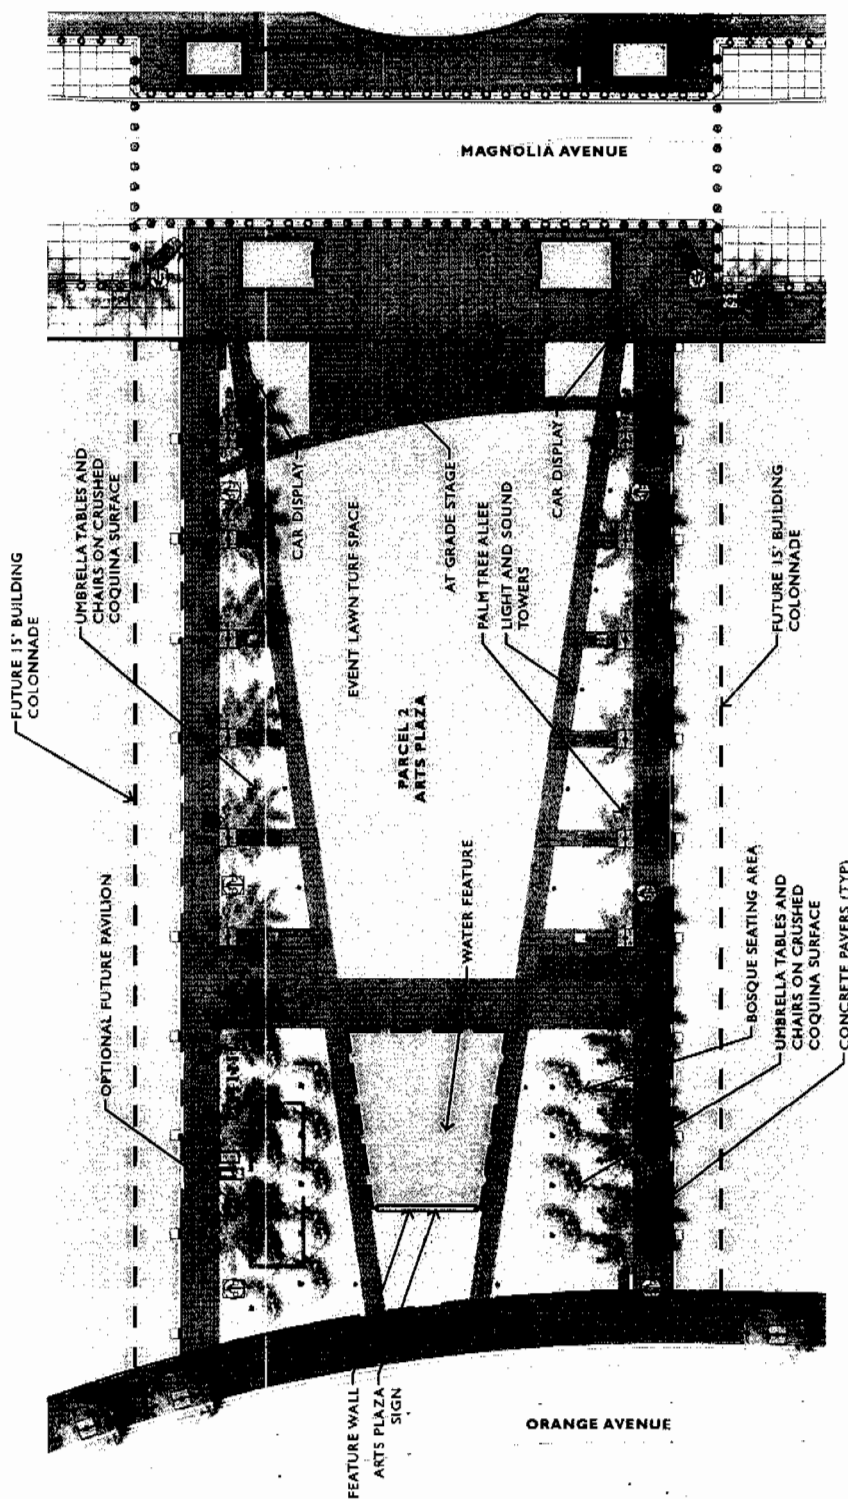 MAGNOLIA AVENUE
FUTURE 15' BUILDING
COLONNADE
UMBRELLA TABLES AND
CHAIRS ON CRUSHED
COQUINA SURFACE
OPTIONAL FUTURE PAVILION
CAR DISPLAY
EVENT LAWN TURF SPACE
AT GRADE STAGE
CAR DISPLAY
PALM TREE ALLEE
LIGHT AND SOUND
TOWERS
PARCEL 2
ARTS PLAZA
WATER FEATURE
FUTURE 15' BUILDING
COLONNADE
BOSQUE SEATING AREA
UMBRELLA TABLES AND
CHAIRS ON CRUSHED
COQUINA SURFACE
CONCRETE PAVERS (TYP)
FEATURE WALL
ARTS PLAZA
SIGN
ORANGE AVENUE